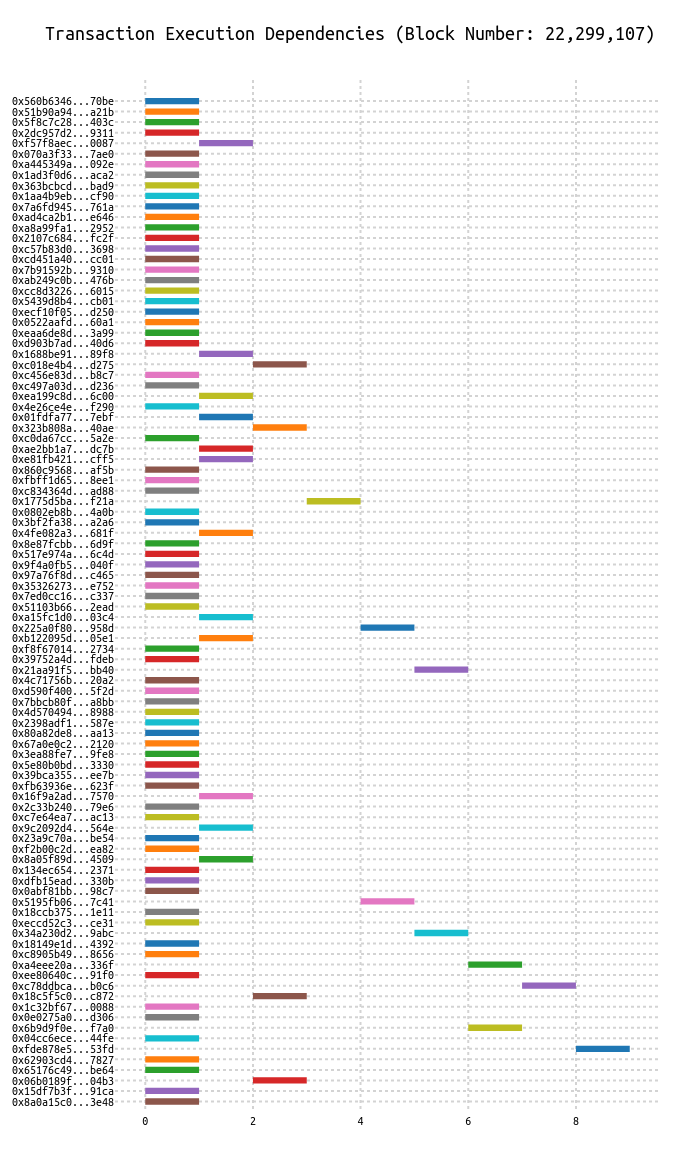 Transaction Execution Dependencies (Block Number: 22,299,107)
0x560b6346...70be
0x51b90a94...a21b
0x5f8c7c28...403c
0x2dc957d2...9311
0xf57f8aec...0087
0x070a3f33...7ae0
0xa445349a...092e
0x1ad3f0d6...aca2
0x363bcbcd...bad9
0x1aa4b9eb...cf90
0x7a6fd945...761a
0xad4ca2b1...e646
0xa8a99fa1...2952
0x2107c684...fc2f
0xc57b83d0...3698
0xcd451a40...cc01
0x7b91592b...9310
0xab249c0b...476b
0xcc8d3226...6015
0x5439d8b4...cb01
0xecf10f05...d250
0x0522aafd...60a1
0xeaa6de8d...3a99
0xd903b7ad...40d6
0x1688be91...89f8
0xc018e4b4...d275
0xc456e83d...b8c7
0xc497a03d...d236
0xea199c8d...6c00
0x4e26ce4e...f290
0x01fdfa77...7ebf
0x323b808a...40ae
0xc0da67cc...5a2e
0xae2bb1a7...dc7b
0xe81fb421...cff5
0x860c9568...af5b
0xfbff1d65...8ee1
0xc834364d...ad88
0x1775d5ba...f21a
0x0802eb8b...4a0b
0x3bf2fa38...a2a6
0x4fe082a3...681f
0x8e87fcbb...6d9f
0x517e974a...6c4d
0x9f4a0fb5...040f
0x97a76f8d...c465
0x35326273...e752
0x7ed0cc16...c337
0x51103b66...2ead
0xa15fc1d0...03c4
0x225a0f80...958d
0xb122095d...05e1
0xf8f67014...2734
0x39752a4d...fdeb
0x21aa91f5...bb40
0x4c71756b...20a2
0xd590f400...5f2d
0x7bbcb80f...a8bb
0x4d570494...8988
0x2398adf1...587e
0x80a82de8...aa13
0x67a0e0c2...2120
0x3ea88fe7...9fe8
0x5e80b0bd...3330
0x39bca355...ee7b
0xfb63936e...623f
0x16f9a2ad...7570
0x2c33b240...79e6
0xc7e64ea7...ac13
0x9c2092d4...564e
0x23a9c70a...be54
0xf2b00c2d...ea82
0x8a05f89d...4509
0x134ec654...2371
0xdfb15ead...330b
0x0abf81bb...98c7
0x5195fb06...7c41
0x18ccb375...1e11
0xeccd52c3...ce31
0x34a230d2...9abc
0x18149e1d...4392
0xc8905b49...8656
0xa4eee20a...336f
0xee80640c...91f0
0xc78ddbca...b0c6
0x18c5f5c0...c872
0x1c32bf67...0088
0x0e0275a0...d306
0x6b9d9f0e...f7a0
0x04cc6ece...44fe
0xfde878e5...53fd
0x62903cd4...7827
0x65176c49...be64
0x06b0189f...04b3
0x15df7b3f...91ca
0x8a0a15c0...3e48
0 2 4 6 8